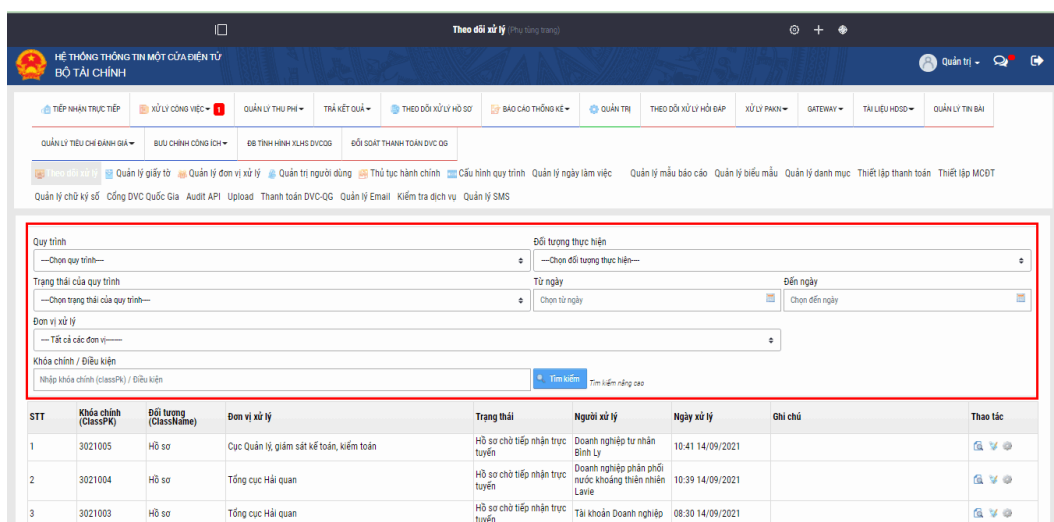 Theo dõi xử lý (Phụ tùng trang)
HỆ THỐNG THÔNG TIN MỘT CỬA ĐIỆN TỬ
BỘ TÀI CHÍNH
Quản trị
TIẾP NHẬN TRỰC TIẾP XỬ LÝ CÔNG VIỆC 1 QUẢN LÝ THU PHÍ TRẢ KẾT QUẢ THEO DÕI XỬ LÝ HỒ SƠ BÁO CÁO THỐNG KÊ QUẢN TRỊ THEO DÕI XỬ LÝ HỎI ĐÁP XỬ LÝ PAKN GATEWAY TÀI LIỆU HDSD QUẢN LÝ TIN BÀI
QUẢN LÝ TIÊU CHÍ ĐÁNH GIÁ BƯU CHÍNH CÔNG ÍCH ĐB TÌNH HÌNH XLHS DVCQG ĐỐI SOÁT THANH TOÁN DVC QG
Theo dõi xử lý Quản lý giấy tờ Quản lý đơn vị xử lý Quản trị người dùng Thủ tục hành chính Cấu hình quy trình Quản lý ngày làm việc Quản lý mẫu báo cáo Quản lý biểu mẫu Quản lý danh mục Thiết lập thanh toán Thiết lập MCĐT
Quản lý chữ ký số Cổng DVC Quốc Gia Audit API Upload Thanh toán DVC-QG Quản lý Email Kiểm tra dịch vụ Quản lý SMS
Quy trình Đối tượng thực hiện
---Chọn quy trình--- ---Chọn đối tượng thực hiện---
Trạng thái của quy trình Từ ngày Đến ngày
---Chọn trạng thái của quy trình--- Chọn từ ngày Chọn đến ngày
Đơn vị xử lý
--- Tất cả các đơn vị-------
Khóa chính / Điều kiện
Nhập khóa chính (classPk) / Điều kiện Tìm kiếm Tìm kiếm nâng cao
STT Khóa chính (ClassPK) Đối tương (ClassName) Đơn vị xử lý Trạng thái Người xử lý Ngày xử lý Ghi chú Thao tác
1 3021005 Hồ sơ Cục Quản lý, giám sát kế toán, kiểm toán Hồ sơ chờ tiếp nhận trực tuyến Doanh nghiệp tư nhân Bình Ly 10:41 14/09/2021
2 3021004 Hồ sơ Tổng cục Hải quan Hồ sơ chờ tiếp nhận trực tuyến Doanh nghiệp phân phối nước khoáng thiên nhiên Lavie 10:39 14/09/2021
3 3021003 Hồ sơ Tổng cục Hải quan Hồ sơ chờ tiếp nhận trực tuyến Tài khoản Doanh nghiệp 08:30 14/09/2021